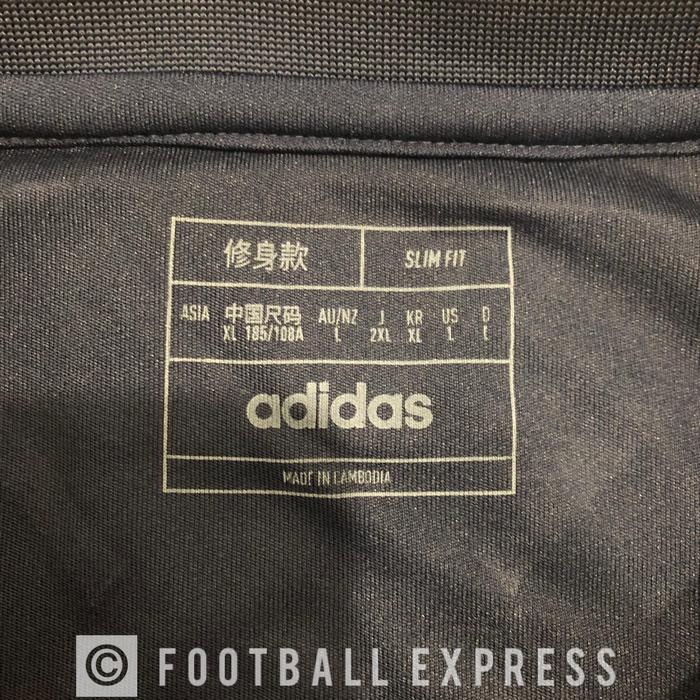 修身款 SLIM FIT
ASIA 中国尺码 AU/NZ J KR US D
XL 185/108A L 2XL XL L L
adidas
MADE IN CAMBODIA
© FOOTBALL EXPRESS